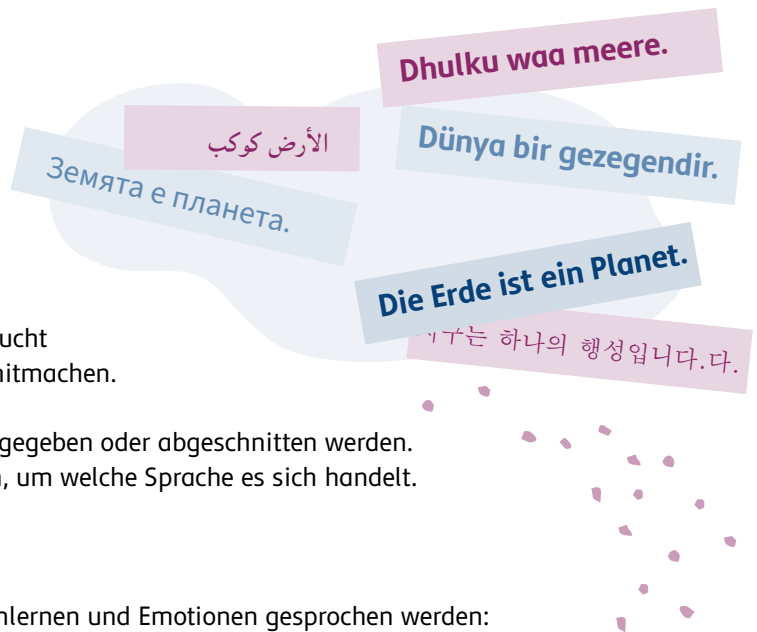 Dhulku waa meere.
الأرض كوكب
Dünya bir gezegendir.
Земята е планета.
Die Erde ist ein Planet.
하나의 행성입니다.다.
ucht
nitmachen.
gegeben oder abgeschnitten werden.
, um welche Sprache es sich handelt.
nlernen und Emotionen gesprochen werden: